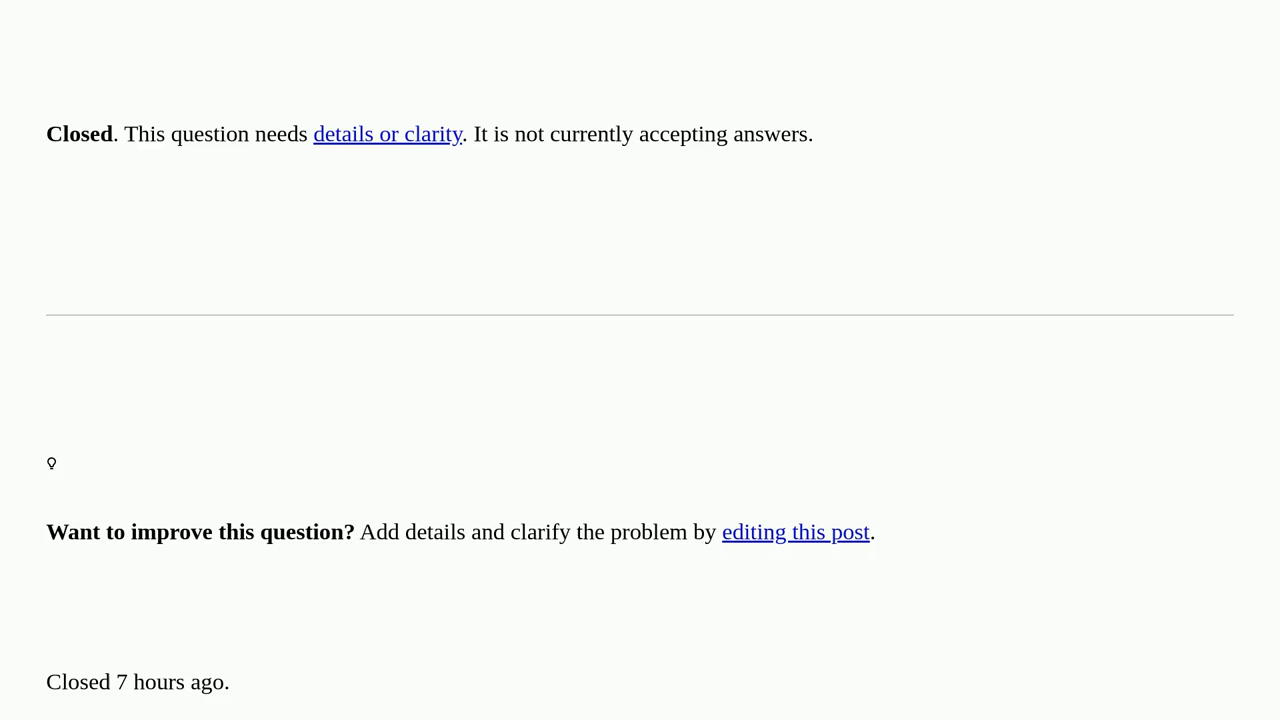 Closed. This question needs details or clarity. It is not currently accepting answers.
Want to improve this question? Add details and clarify the problem by editing this post.
Closed 7 hours ago.